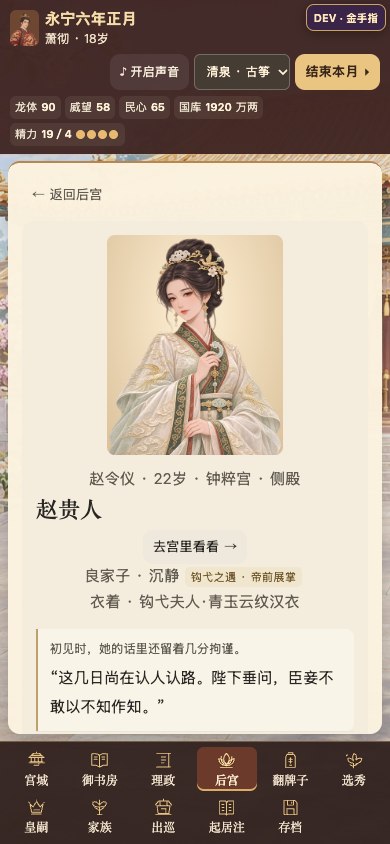 永宁六年正月
萧彻 · 18岁
DEV · 金手指
♪ 开启声音
清泉 · 古筝
结束本月
龙体 90
威望 58
民心 65
国库 1920 万两
精力 19 / 4
← 返回后宫
赵令仪 · 22岁 · 钟粹宫 · 侧殿
赵贵人
去宫里看看 →
良家子 · 沉静 钩弋之遇 · 帝前展掌
衣着 · 钩弋夫人·青玉云纹汉衣
初见时，她的话里还留着几分拘谨。
“这几日尚在认人认路。陛下垂问，臣妾不
敢以不知作知。”
宫城
御书房
理政
后宫
翻牌子
选秀
皇嗣
家族
出巡
起居注
存档